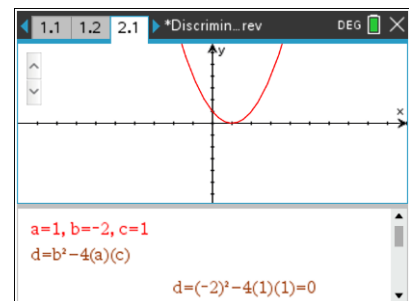 1.1 1.2 2.1 *Discrimin…rev DEG
y
x
a=1, b=-2, c=1
d=b²-4(a)(c)
d=(-2)²-4(1)(1)=0